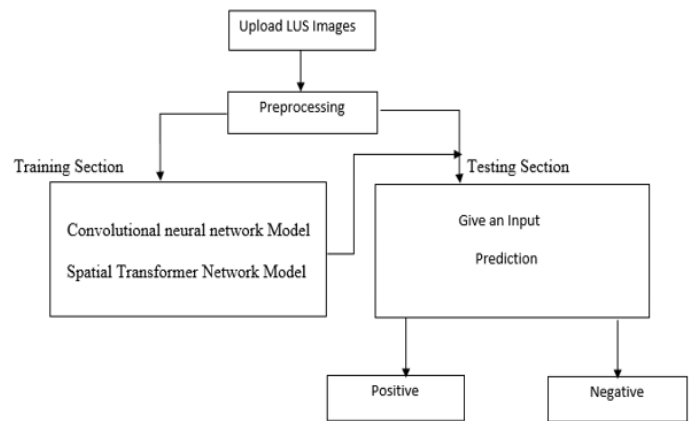 Upload LUS Images
Preprocessing
Training Section
Testing Section
Convolutional neural network Model
Spatial Transformer Network Model
Give an Input
Prediction
Positive
Negative